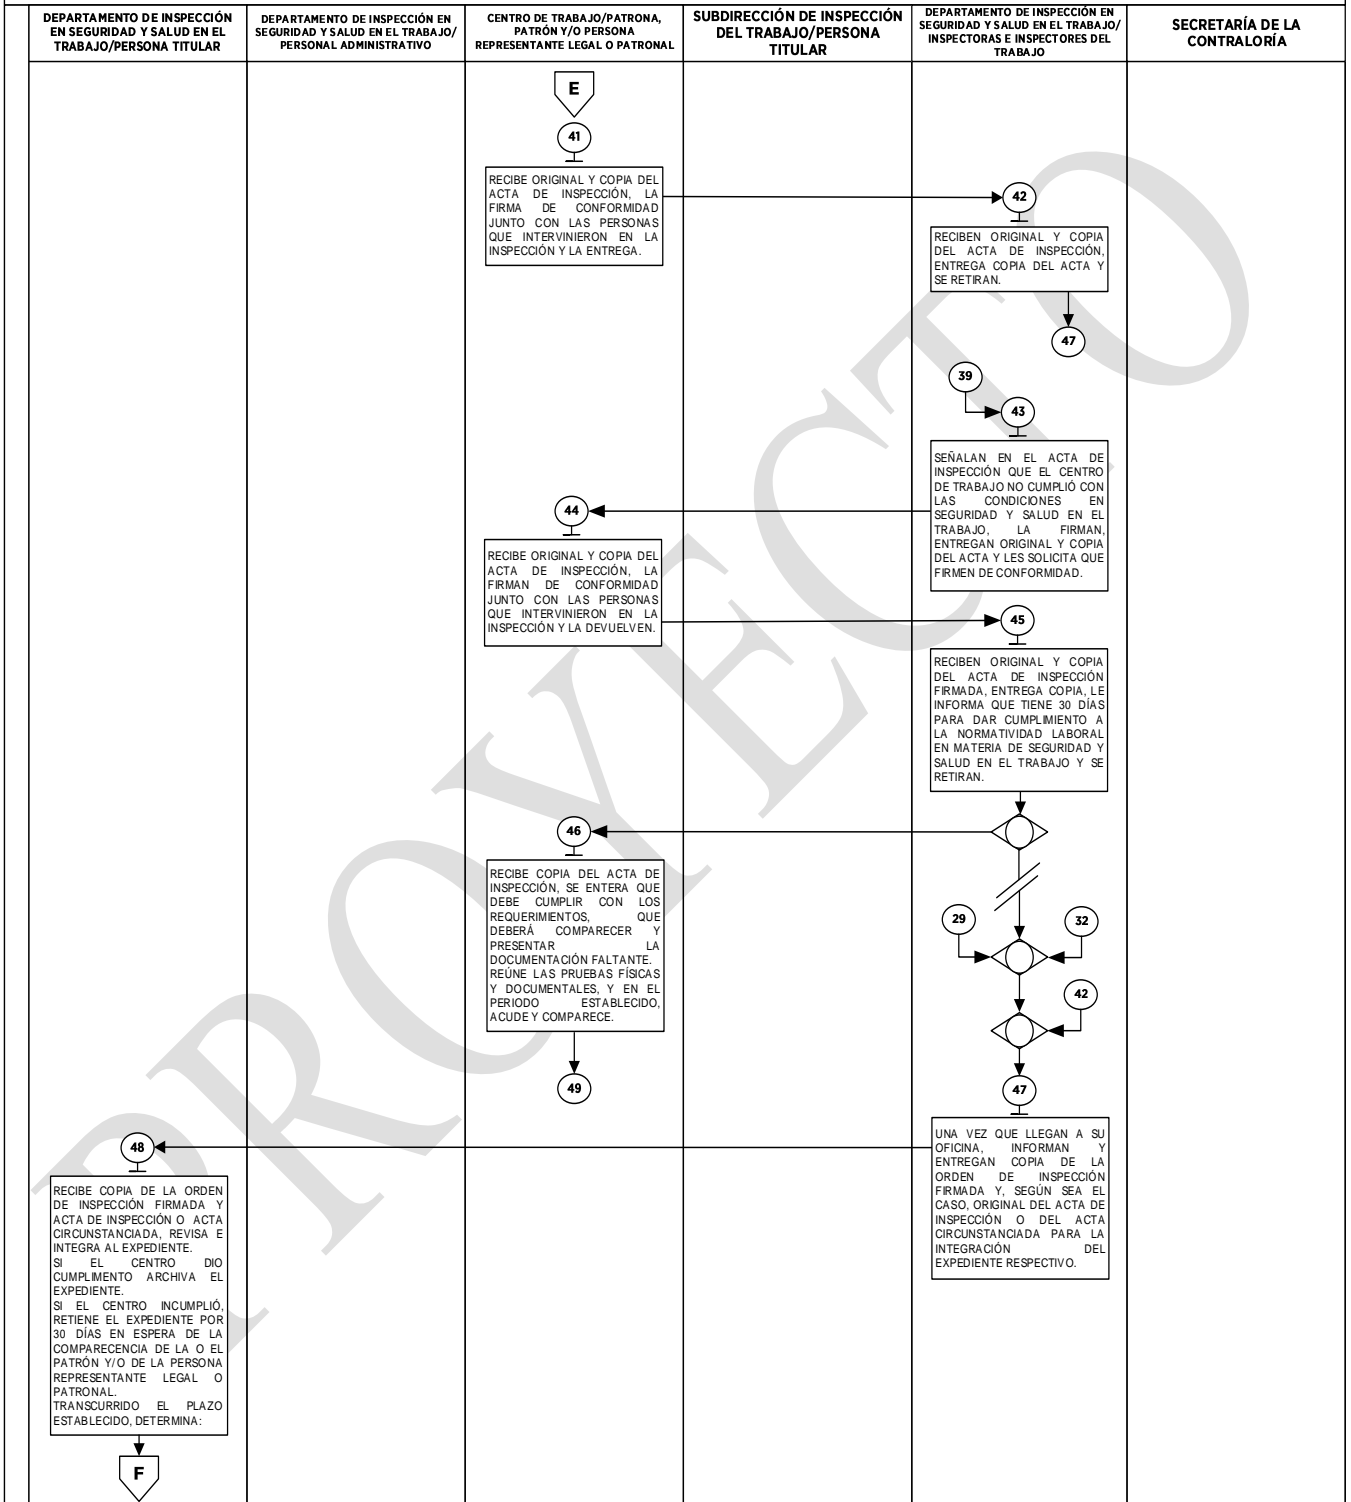 DEPARTAMENTO DE INSPECCIÓN
EN SEGURIDAD Y SALUD EN EL
TRABAJO/PERSONA TITULAR
DEPARTAMENTO DE INSPECCIÓN EN
SEGURIDAD Y SALUD EN EL TRABAJO/
PERSONAL ADMINISTRATIVO
CENTRO DE TRABAJO/PATRONA,
PATRÓN Y/O PERSONA
REPRESENTANTE LEGAL O PATRONAL
SUBDIRECCIÓN DE INSPECCIÓN
DEL TRABAJO/PERSONA
TITULAR
DEPARTAMENTO DE INSPECCIÓN EN
SEGURIDAD Y SALUD EN EL TRABAJO/
INSPECTORAS E INSPECTORES DEL
TRABAJO
SECRETARÍA DE LA
CONTRALORÍA
E
41
RECIBE ORIGINAL Y COPIA DEL
ACTA DE INSPECCIÓN, LA
FIRMA DE CONFORMIDAD
JUNTO CON LAS PERSONAS
QUE INTERVINIERON EN LA
INSPECCIÓN Y LA ENTREGA.
42
RECIBEN ORIGINAL Y COPIA
DEL ACTA DE INSPECCIÓN,
ENTREGA COPIA DEL ACTA Y
SE RETIRAN.
47
39
43
SEÑALAN EN EL ACTA DE
INSPECCIÓN QUE EL CENTRO
DE TRABAJO NO CUMPLIÓ CON
LAS CONDICIONES EN
SEGURIDAD Y SALUD EN EL
TRABAJO, LA FIRMAN,
ENTREGAN ORIGINAL Y COPIA
DEL ACTA Y LES SOLICITA QUE
FIRMEN DE CONFORMIDAD.
44
RECIBE ORIGINAL Y COPIA DEL
ACTA DE INSPECCIÓN, LA
FIRMAN DE CONFORMIDAD
JUNTO CON LAS PERSONAS
QUE INTERVINIERON EN LA
INSPECCIÓN Y LA DEVUELVEN.
45
RECIBEN ORIGINAL Y COPIA
DEL ACTA DE INSPECCIÓN
FIRMADA, ENTREGA COPIA, LE
INFORMA QUE TIENE 30 DÍAS
PARA DAR CUMPLIMIENTO A
LA NORMATIVIDAD LABORAL
EN MATERIA DE SEGURIDAD Y
SALUD EN EL TRABAJO Y SE
RETIRAN.
46
RECIBE COPIA DEL ACTA DE
INSPECCIÓN, SE ENTERA QUE
DEBE CUMPLIR CON LOS
REQUERIMIENTOS, QUE
DEBERÁ COMPARECER Y
PRESENTAR LA
DOCUMENTACIÓN FALTANTE.
REÚNE LAS PRUEBAS FÍSICAS
Y DOCUMENTALES, Y EN EL
PERIODO ESTABLECIDO,
ACUDE Y COMPARECE.
49
29
32
42
47
UNA VEZ QUE LLEGAN A SU
OFICINA, INFORMAN Y
ENTREGAN COPIA DE LA
ORDEN DE INSPECCIÓN
FIRMADA Y, SEGÚN SEA EL
CASO, ORIGINAL DEL ACTA DE
INSPECCIÓN O DEL ACTA
CIRCUNSTANCIADA PARA LA
INTEGRACIÓN DEL
EXPEDIENTE RESPECTIVO.
48
RECIBE COPIA DE LA ORDEN
DE INSPECCIÓN FIRMADA Y
ACTA DE INSPECCIÓN O ACTA
CIRCUNSTANCIADA, REVISA E
INTEGRA AL EXPEDIENTE.
SI EL CENTRO DIO
CUMPLIMENTO ARCHIVA EL
EXPEDIENTE.
SI EL CENTRO INCUMPLIÓ,
RETIENE EL EXPEDIENTE POR
30 DÍAS EN ESPERA DE LA
COMPARECENCIA DE LA O EL
PATRÓN Y/O DE LA PERSONA
REPRESENTANTE LEGAL O
PATRONAL.
TRANSCURRIDO EL PLAZO
ESTABLECIDO, DETERMINA:
F
PROYECTO